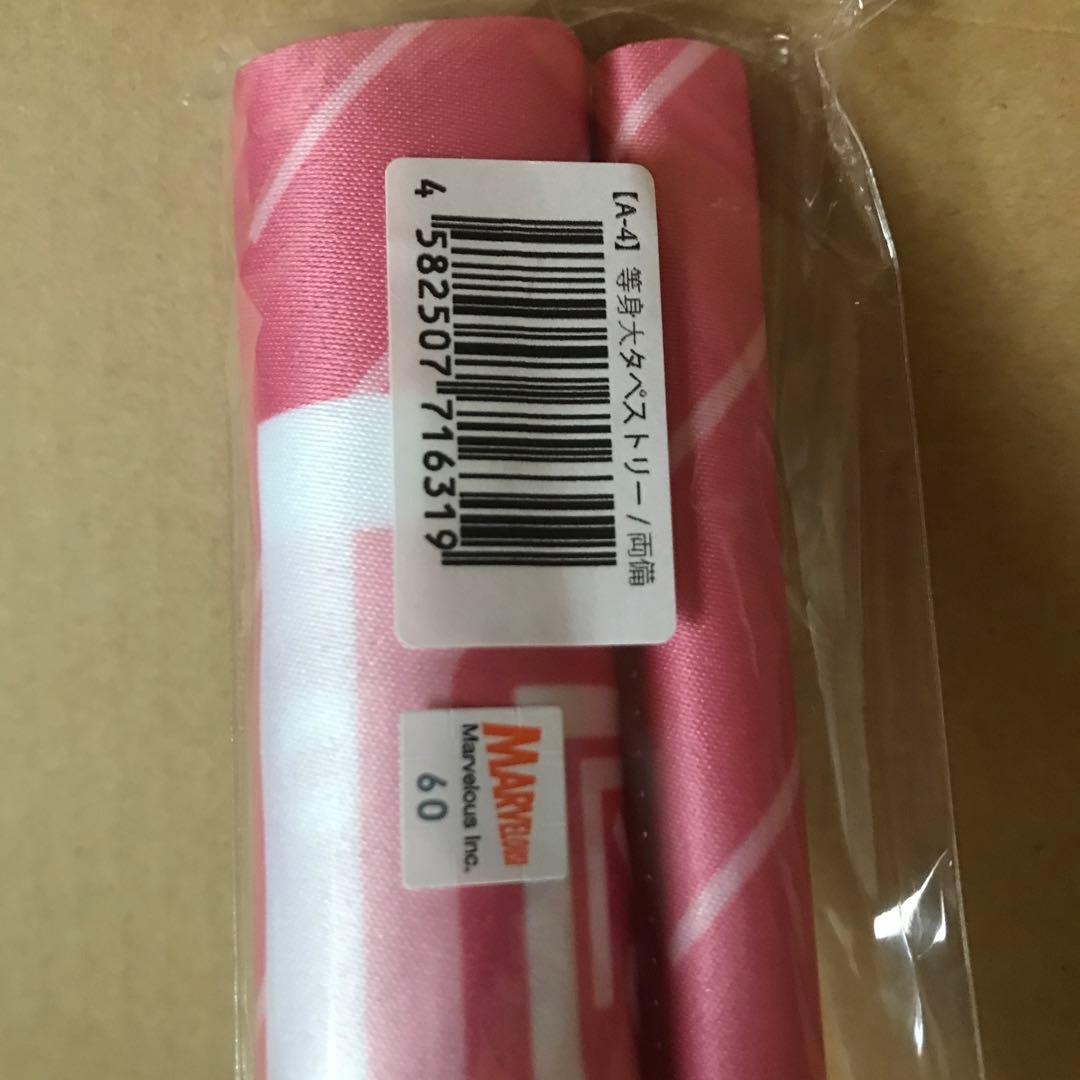 【A-4】等身大タペストリー/両備
4 582507 716319
MARVELOUS!
Marvelous Inc.
60